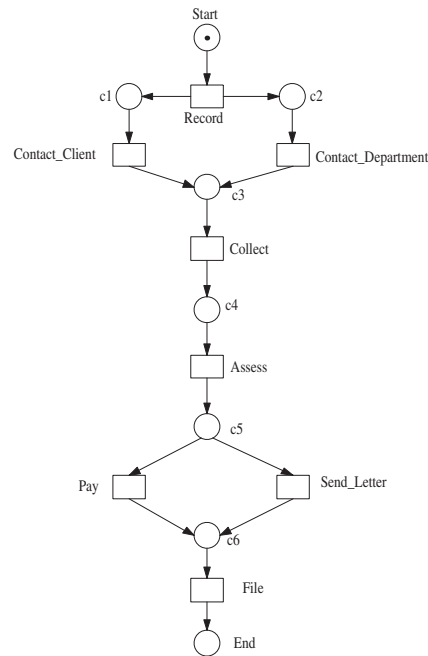 Start
c1
c2
Record
Contact_Client
Contact_Department
c3
Collect
c4
Assess
c5
Pay
Send_Letter
c6
File
End